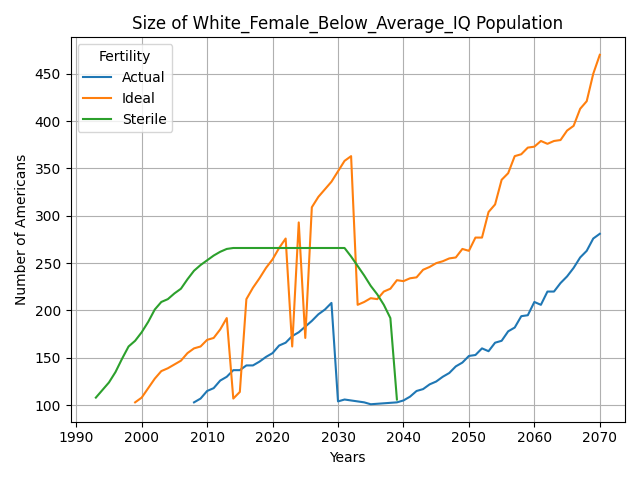 Size of White_Female_Below_Average_IQ Population
Fertility
Actual
Ideal
Sterile
Number of Americans
450
400
350
300
250
200
150
100
1990 2000 2010 2020 2030 2040 2050 2060 2070
Years